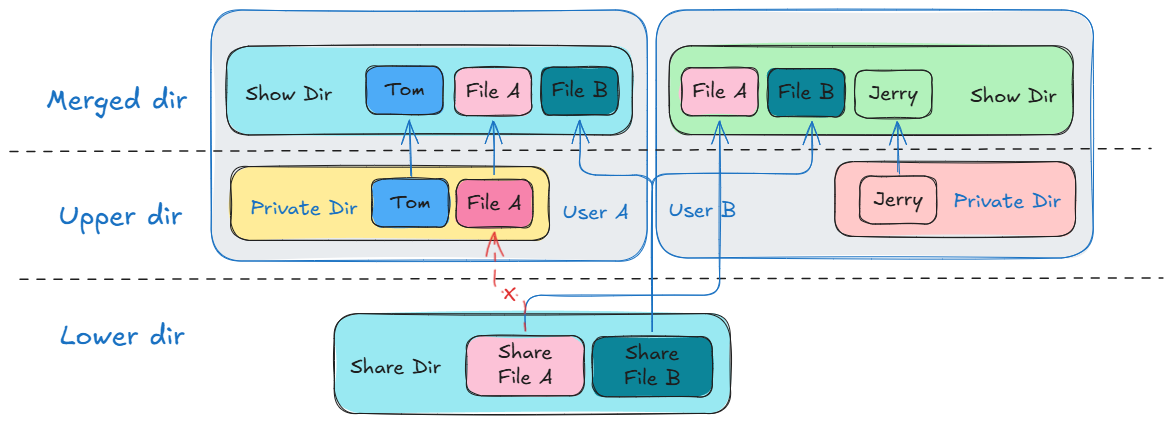 Merged dir
Show Dir
Tom
File A
File B
File A
File B
Jerry
Show Dir
Upper dir
Private Dir
Tom
File A
User A
User B
Jerry
Private Dir
x
Lower dir
Share Dir
Share
File A
Share
File B